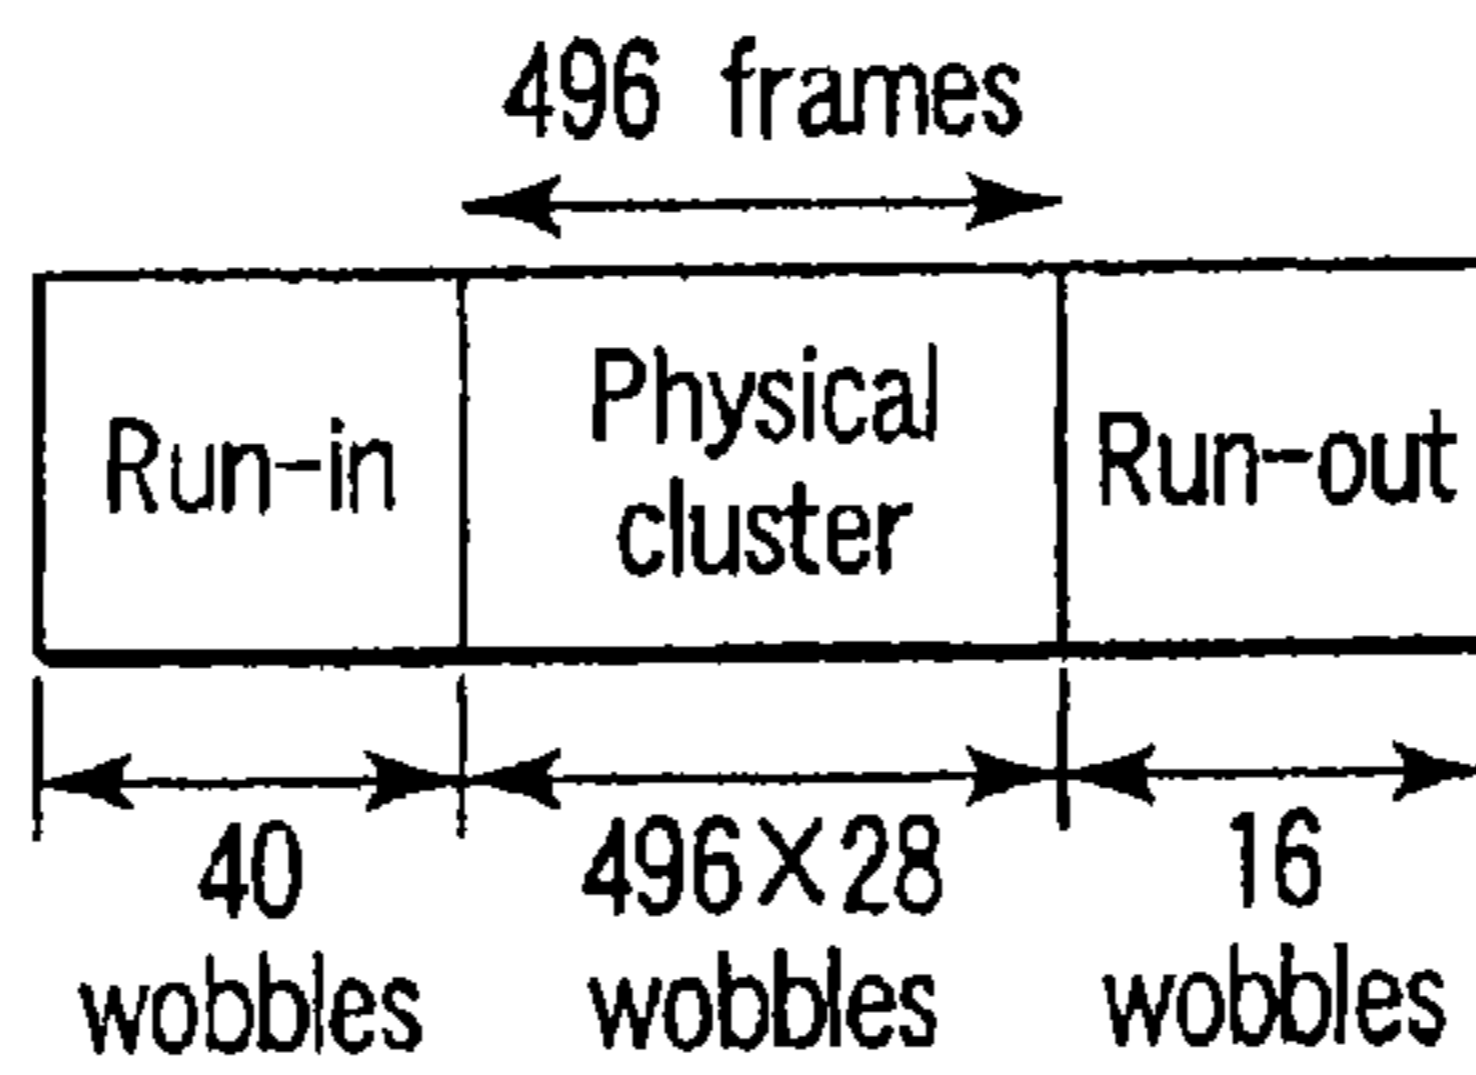 496 frames
Run-in
Physical
cluster
Run-out
40
wobbles
496×28
wobbles
16
wobbles